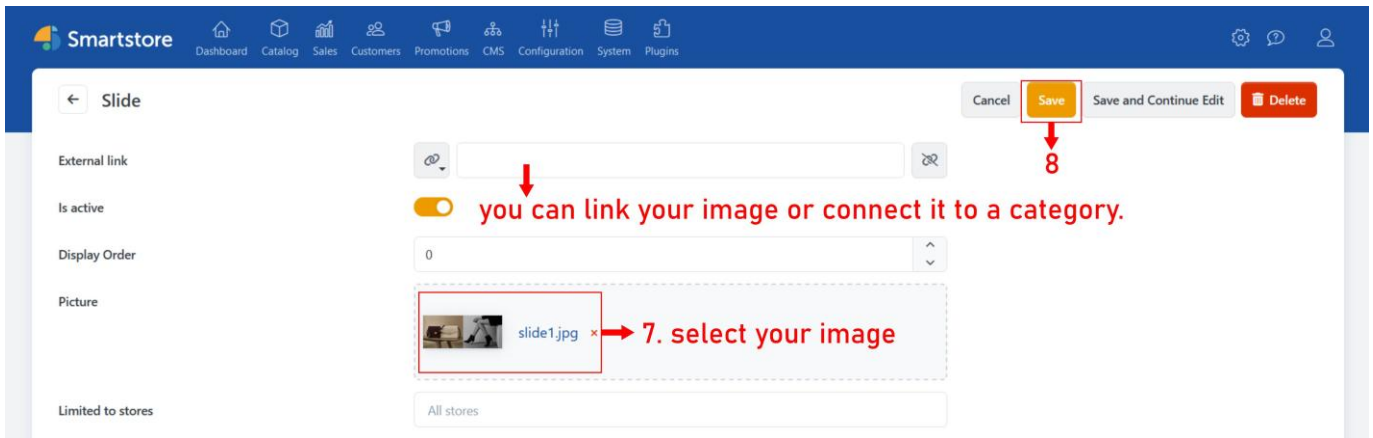 Smartstore
Dashboard Catalog Sales Customers Promotions CMS Configuration System Plugins
Slide
Cancel Save Save and Continue Edit Delete
External link
8
Is active
you can link your image or connect it to a category.
Display Order
0
Picture
slide1.jpg × 7. select your image
Limited to stores
All stores